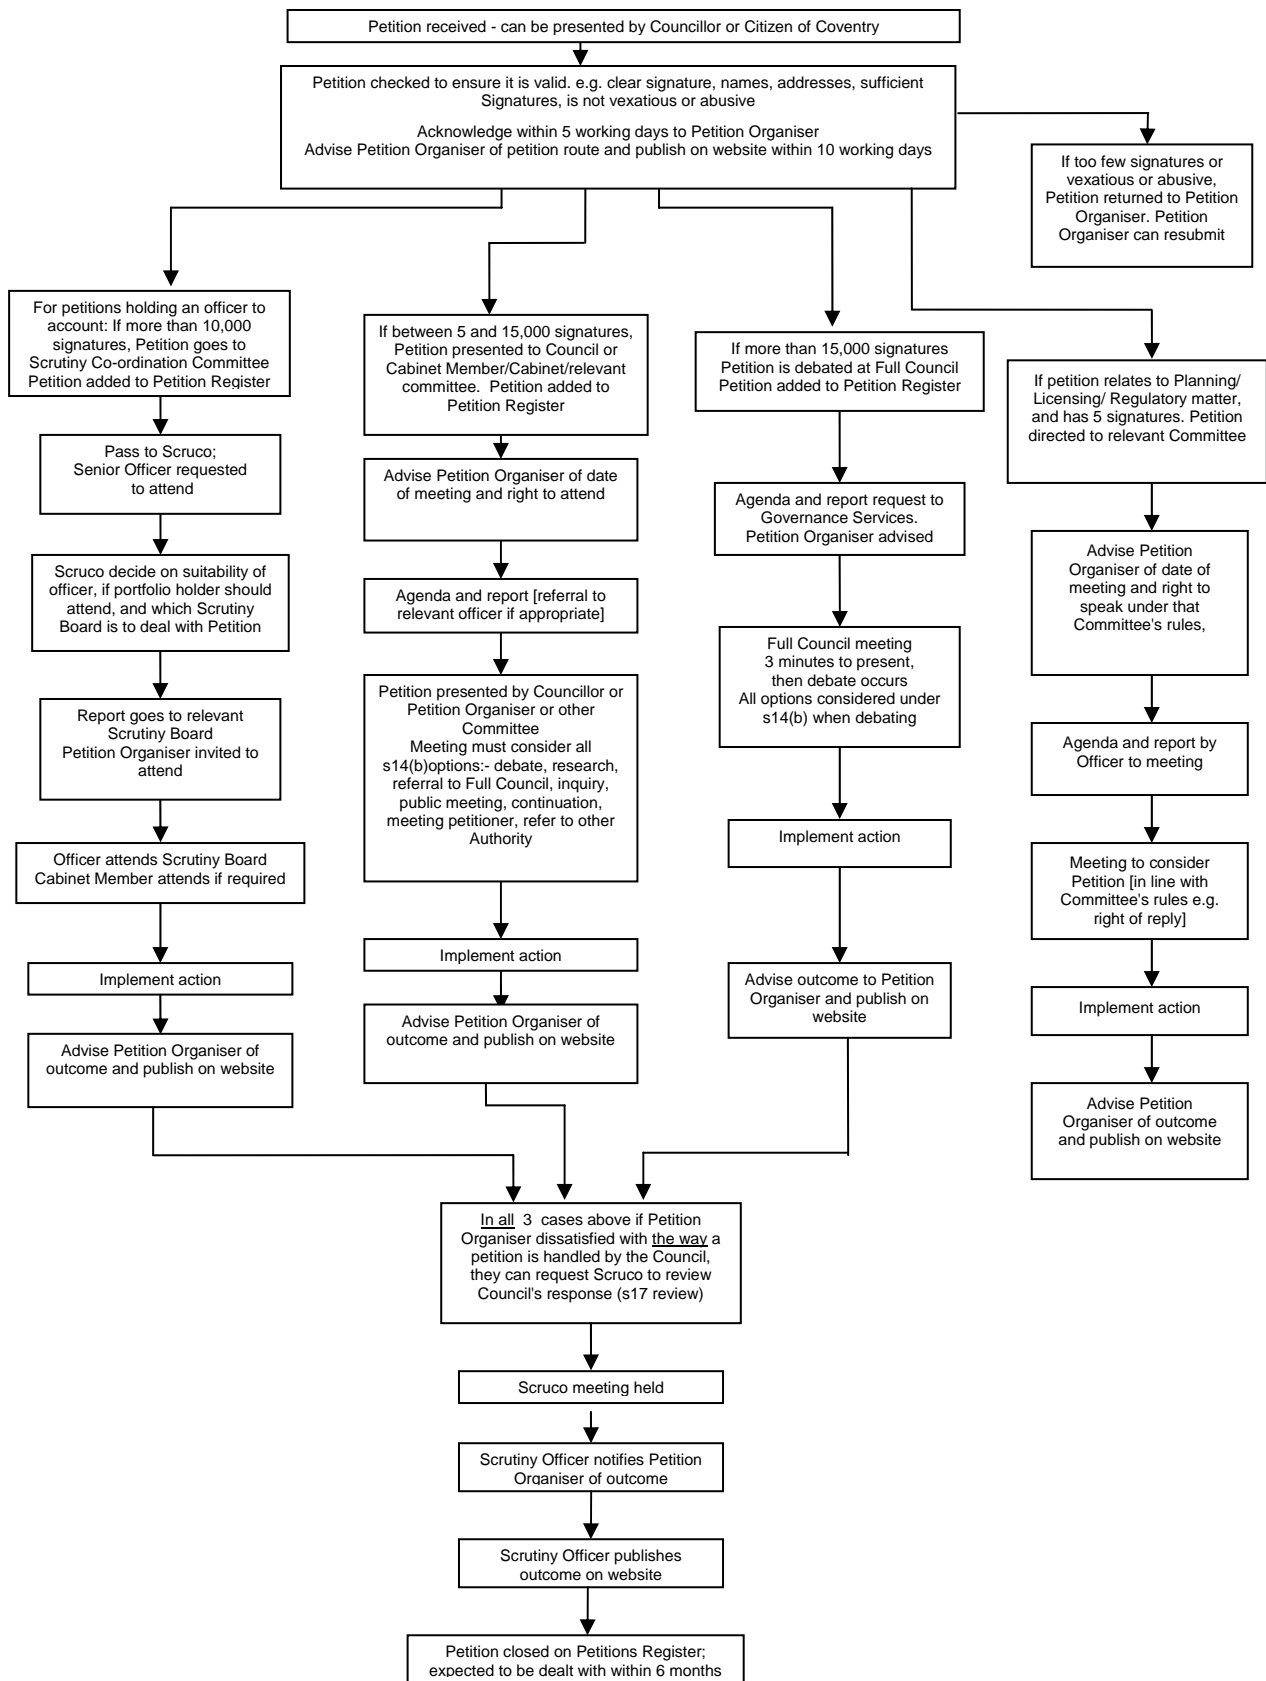 Petition received - can be presented by Councillor or Citizen of Coventry
Petition checked to ensure it is valid. e.g. clear signature, names, addresses, sufficient
Signatures, is not vexatious or abusive
Acknowledge within 5 working days to Petition Organiser
Advise Petition Organiser of petition route and publish on website within 10 working days
If too few signatures or
vexatious or abusive,
Petition returned to Petition
Organiser. Petition
Organiser can resubmit
For petitions holding an officer to
account: If more than 10,000
signatures, Petition goes to
Scrutiny Co-ordination Committee
Petition added to Petition Register
Pass to Scruco;
Senior Officer requested
to attend
Scruco decide on suitability of
officer, if portfolio holder should
attend, and which Scrutiny
Board is to deal with Petition
Report goes to relevant
Scrutiny Board
Petition Organiser invited to
attend
Officer attends Scrutiny Board
Cabinet Member attends if required
Implement action
Advise Petition Organiser of
outcome and publish on website
If between 5 and 15,000 signatures,
Petition presented to Council or
Cabinet Member/Cabinet/relevant
committee.  Petition added to
Petition Register
Advise Petition Organiser of date
of meeting and right to attend
Agenda and report [referral to
relevant officer if appropriate]
Petition presented by Councillor or
Petition Organiser or other
Committee
Meeting must consider all
s14(b)options:- debate, research,
referral to Full Council, inquiry,
public meeting, continuation,
meeting petitioner, refer to other
Authority
Implement action
Advise Petition Organiser of
outcome and publish on website
If more than 15,000 signatures
Petition is debated at Full Council
Petition added to Petition Register
Agenda and report request to
Governance Services.
Petition Organiser advised
Full Council meeting
3 minutes to present,
then debate occurs
All options considered under
s14(b) when debating
Implement action
Advise outcome to Petition
Organiser and publish on
website
If petition relates to Planning/
Licensing/ Regulatory matter,
and has 5 signatures. Petition
directed to relevant Committee
Advise Petition
Organiser of date of
meeting and right to
speak under that
Committee's rules,
Agenda and report by
Officer to meeting
Meeting to consider
Petition [in line with
Committee's rules e.g.
right of reply]
Implement action
Advise Petition
Organiser of outcome
and publish on website
In all  3  cases above if Petition
Organiser dissatisfied with the way a
petition is handled by the Council,
they can request Scruco to review
Council's response (s17 review)
Scruco meeting held
Scrutiny Officer notifies Petition
Organiser of outcome
Scrutiny Officer publishes
outcome on website
Petition closed on Petitions Register;
expected to be dealt with within 6 months